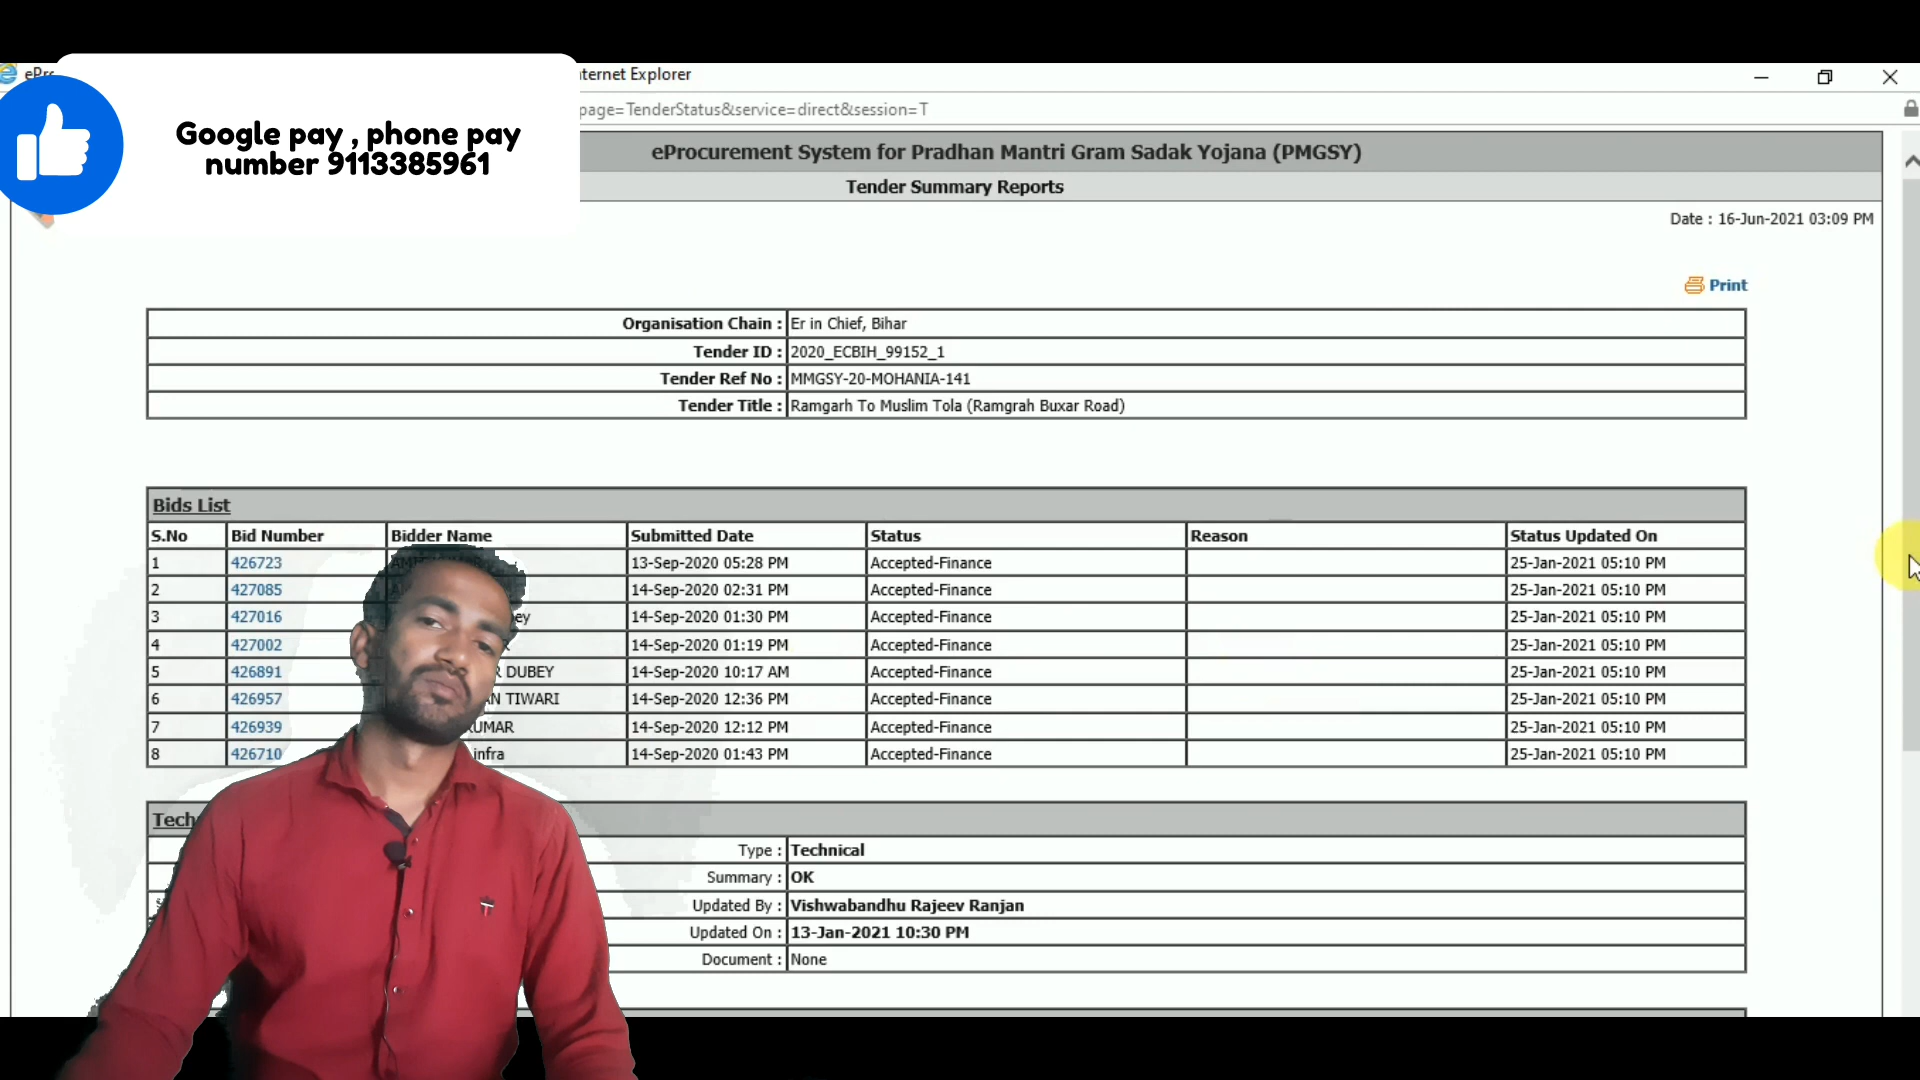 Internet Explorer
Google pay , phone pay
number 9113385961
page=TenderStatus&service=direct&session=T
eProcurement System for Pradhan Mantri Gram Sadak Yojana (PMGSY)
Tender Summary Reports
Date : 16-Jun-2021 03:09 PM
Print
Organisation Chain : Er in Chief, Bihar
Tender ID : 2020_ECBIH_99152_1
Tender Ref No : MMGSY-20-MOHANIA-141
Tender Title : Ramgarh To Muslim Tola (Ramgrah Buxar Road)
Bids List
S.No Bid Number Bidder Name Submitted Date Status Reason Status Updated On
1 426723 13-Sep-2020 05:28 PM Accepted-Finance 25-Jan-2021 05:10 PM
2 427085 14-Sep-2020 02:31 PM Accepted-Finance 25-Jan-2021 05:10 PM
3 427016 14-Sep-2020 01:30 PM Accepted-Finance 25-Jan-2021 05:10 PM
4 427002 14-Sep-2020 01:19 PM Accepted-Finance 25-Jan-2021 05:10 PM
5 426891 DUBEY 14-Sep-2020 10:17 AM Accepted-Finance 25-Jan-2021 05:10 PM
6 426957 TIWARI 14-Sep-2020 12:36 PM Accepted-Finance 25-Jan-2021 05:10 PM
7 426939 KUMAR 14-Sep-2020 12:12 PM Accepted-Finance 25-Jan-2021 05:10 PM
8 426710 infra 14-Sep-2020 01:43 PM Accepted-Finance 25-Jan-2021 05:10 PM
Type : Technical
Summary : OK
Updated By : Vishwabandhu Rajeev Ranjan
Updated On : 13-Jan-2021 10:30 PM
Document : None